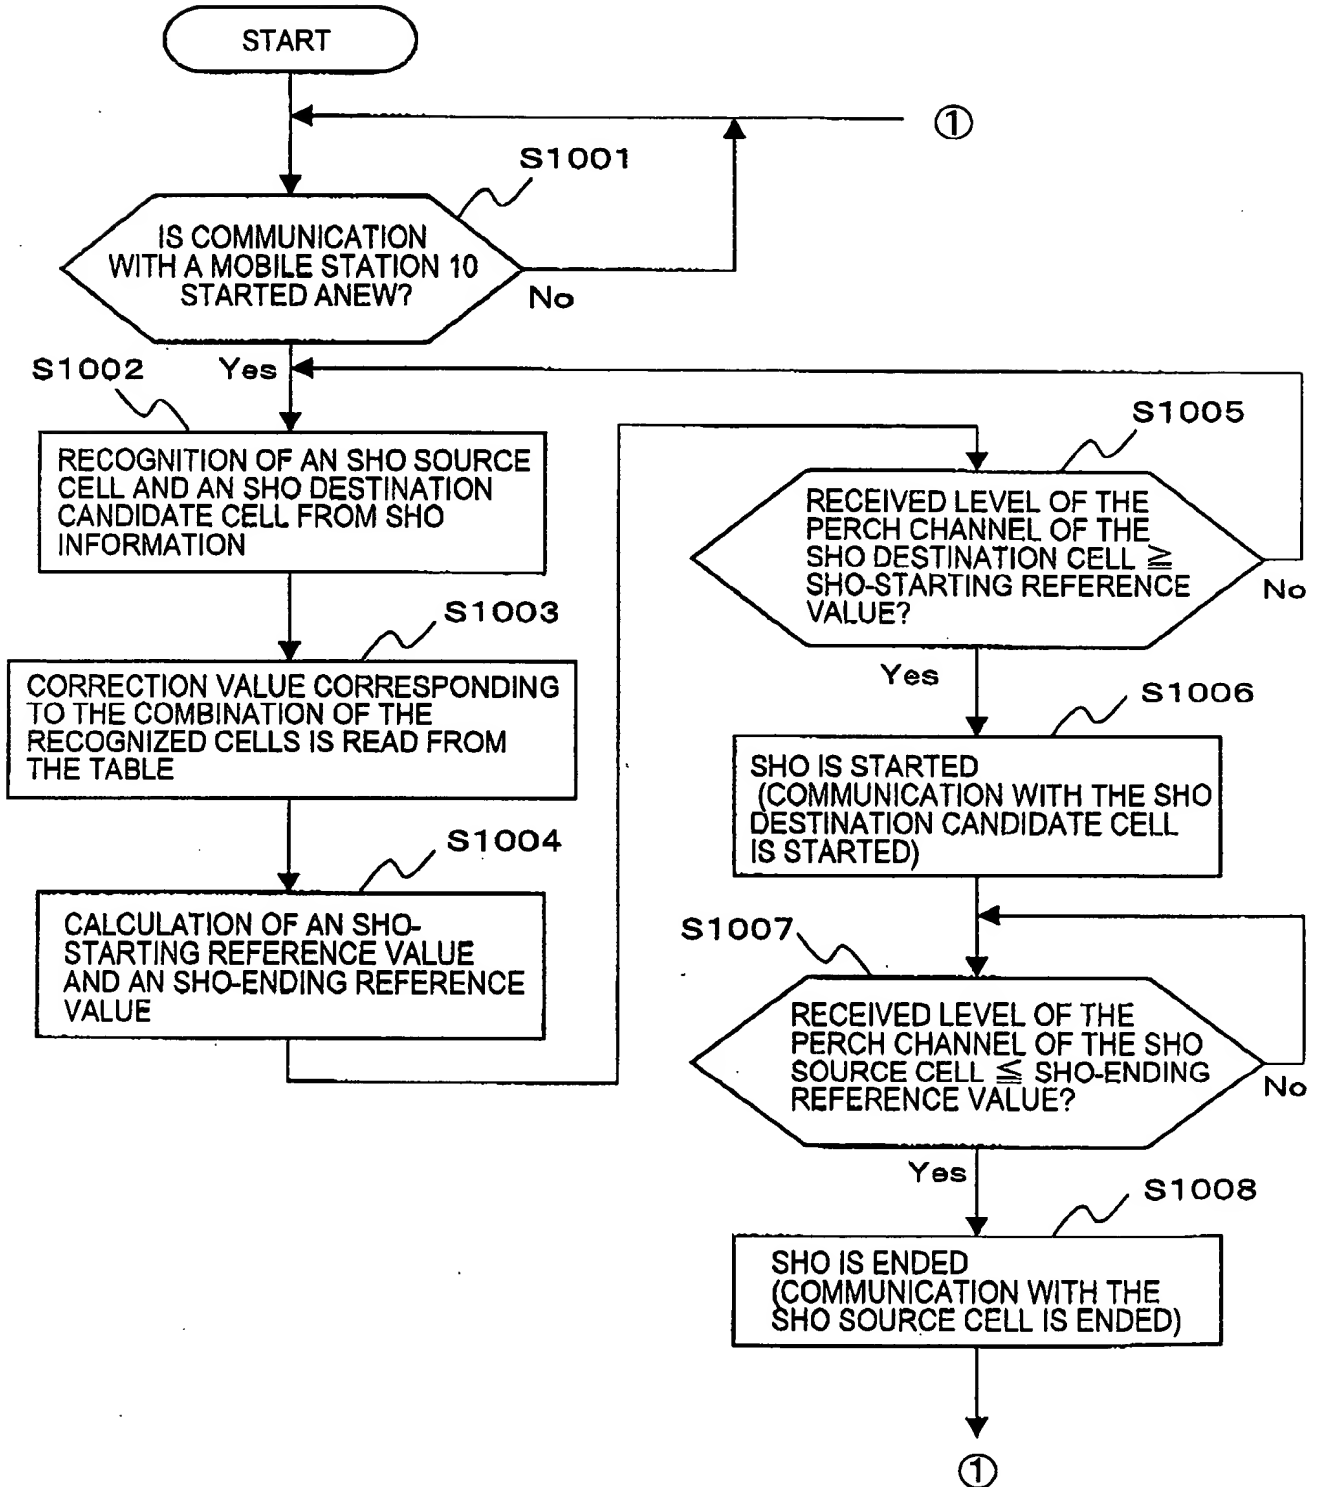 START
①
S1001
IS COMMUNICATION
WITH A MOBILE STATION 10
STARTED ANEW?
No
S1002
Yes
RECOGNITION OF AN SHO SOURCE
CELL AND AN SHO DESTINATION
CANDIDATE CELL FROM SHO
INFORMATION
S1003
CORRECTION VALUE CORRESPONDING
TO THE COMBINATION OF THE
RECOGNIZED CELLS IS READ FROM
THE TABLE
S1004
CALCULATION OF AN SHO-
STARTING REFERENCE VALUE
AND AN SHO-ENDING REFERENCE
VALUE
S1005
RECEIVED LEVEL OF THE
PERCH CHANNEL OF THE
SHO DESTINATION CELL ≧
SHO-STARTING REFERENCE
VALUE?
No
Yes
S1006
SHO IS STARTED
(COMMUNICATION WITH THE SHO
DESTINATION CANDIDATE CELL
IS STARTED)
S1007
RECEIVED LEVEL OF THE
PERCH CHANNEL OF THE SHO
SOURCE CELL ≦ SHO-ENDING
REFERENCE VALUE?
No
Yes
S1008
SHO IS ENDED
(COMMUNICATION WITH THE
SHO SOURCE CELL IS ENDED)
①